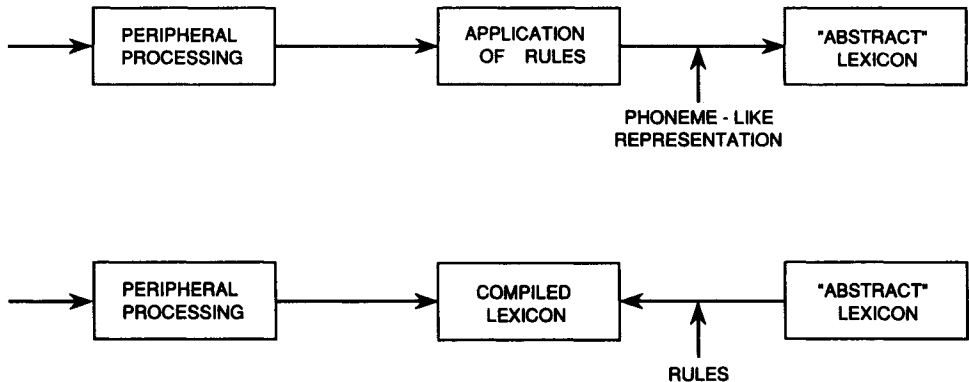 PERIPHERAL
PROCESSING
APPLICATION
OF RULES
"ABSTRACT"
LEXICON
PHONEME - LIKE
REPRESENTATION
PERIPHERAL
PROCESSING
COMPILED
LEXICON
"ABSTRACT"
LEXICON
RULES